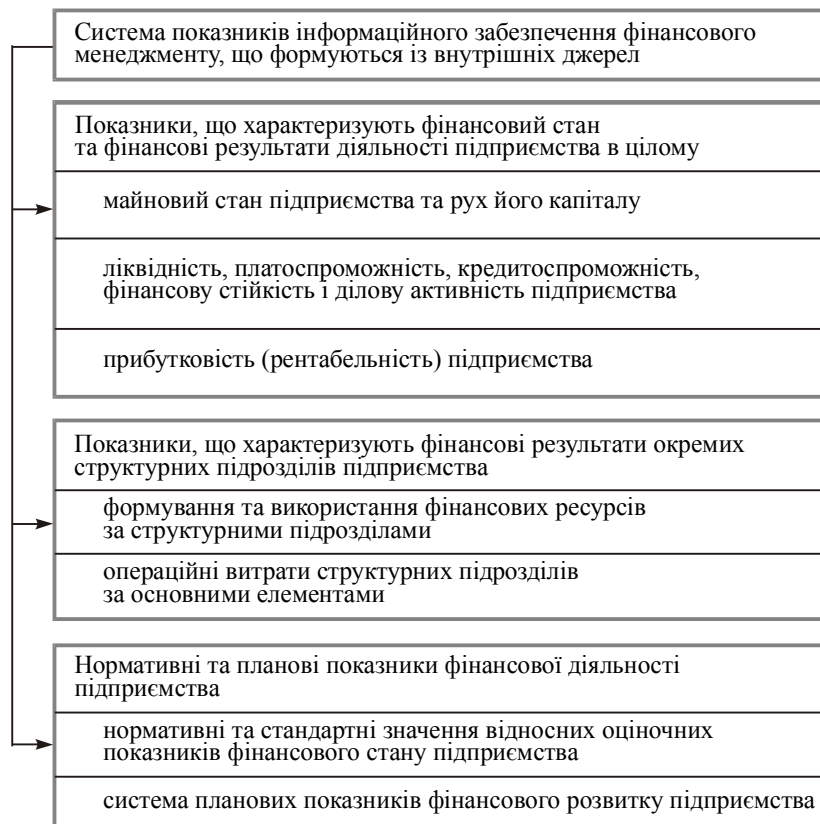 Система показників інформаційного забезпечення фінансового
менеджменту, що формуються із внутрішніх джерел
Показники, що характеризують фінансовий стан
та фінансові результати діяльності підприємства в цілому
майновий стан підприємства та рух його капіталу
ліквідність, платоспроможність, кредитоспроможність,
фінансову стійкість і ділову активність підприємства
прибутковість (рентабельність) підприємства
Показники, що характеризують фінансові результати окремих
структурних підрозділів підприємства
формування та використання фінансових ресурсів
за структурними підрозділами
операційні витрати структурних підрозділів
за основними елементами
Нормативні та планові показники фінансової діяльності
підприємства
нормативні та стандартні значення відносних оціночних
показників фінансового стану підприємства
система планових показників фінансового розвитку підприємства